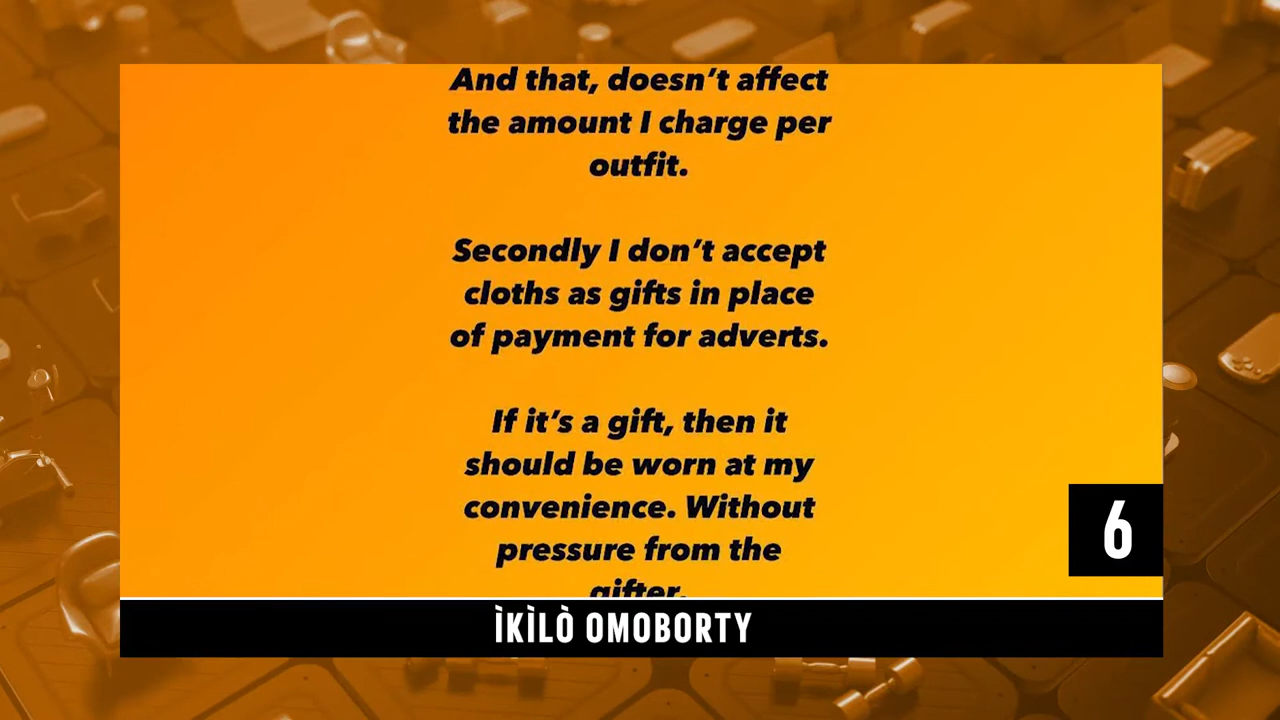 And that, doesn't affect
the amount I charge per
outfit.
Secondly I don't accept
cloths as gifts in place
of payment for adverts.
If it's a gift, then it
should be worn at my
convenience. Without
pressure from the
gifter.
6
ÌKÌLÒ OMOBORTY